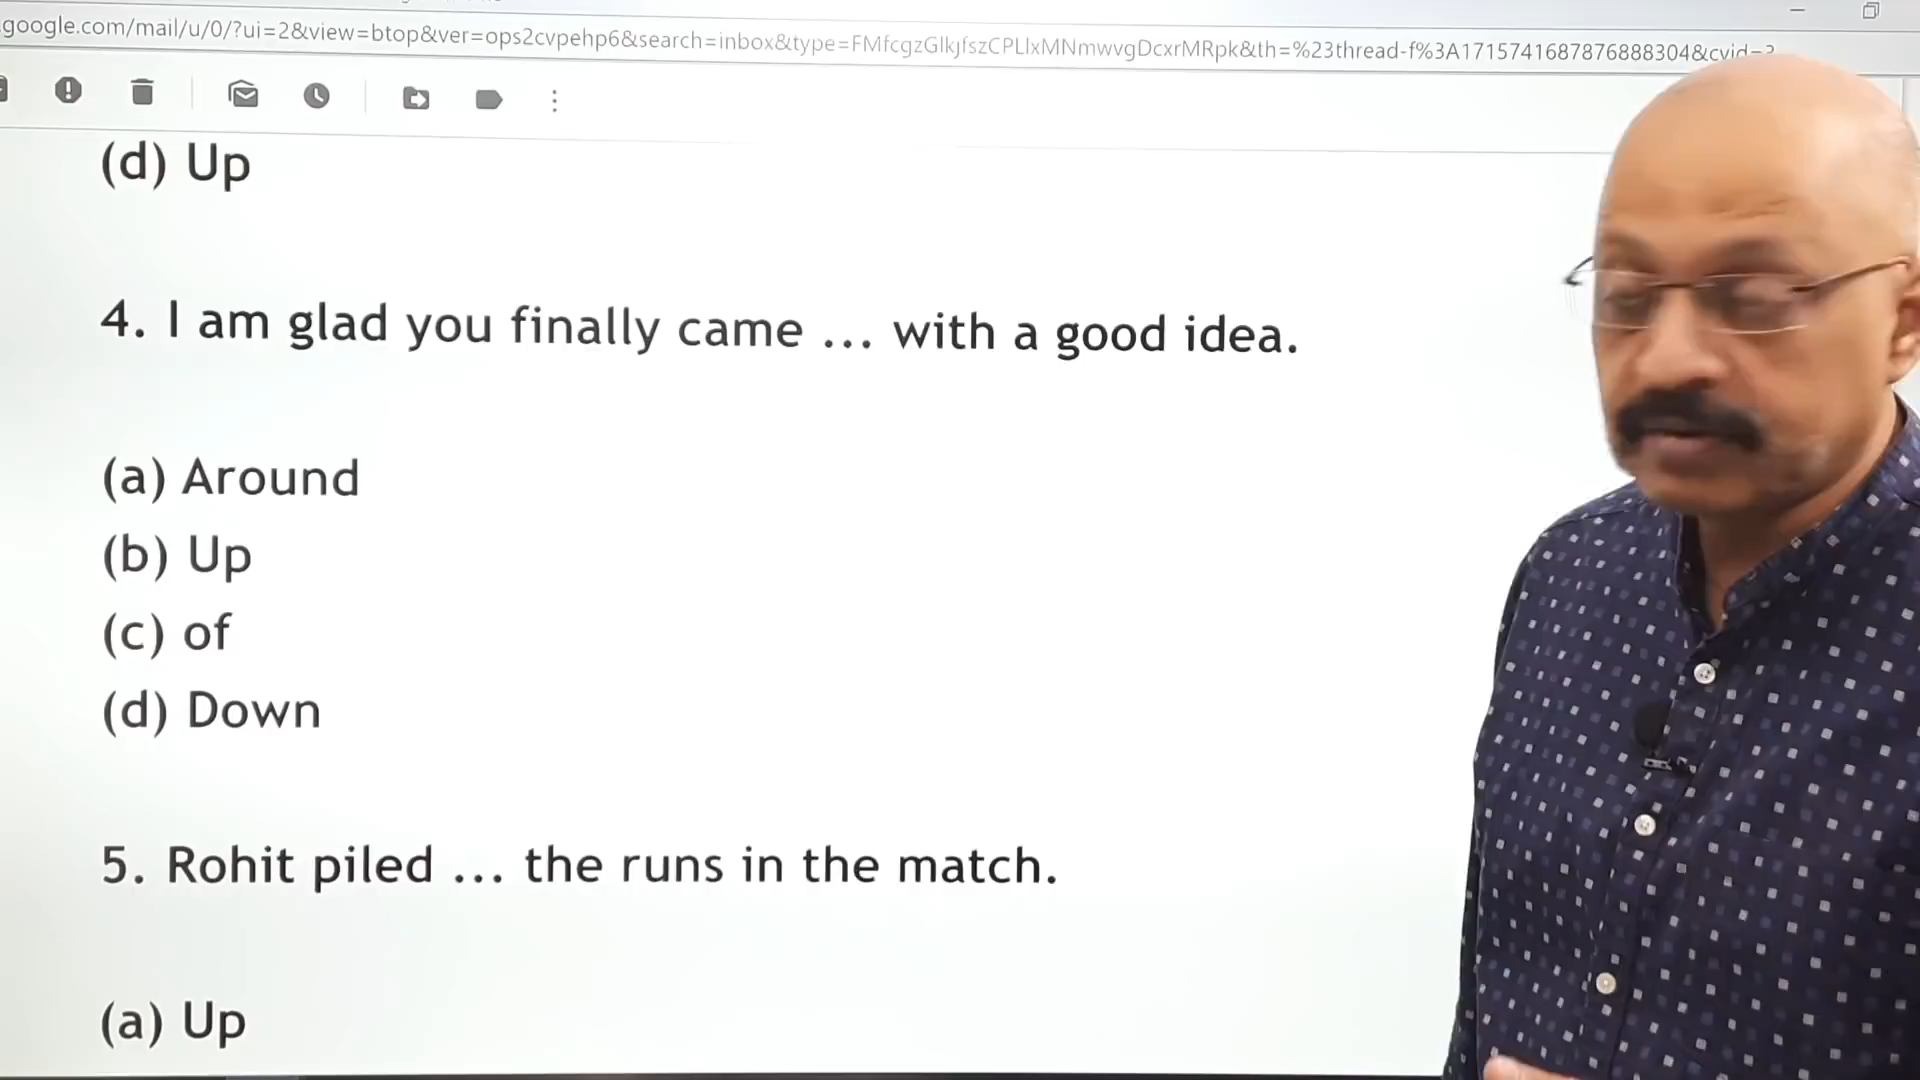 google.com/mail/u/0/?ui=2&view=btop&ver=ops2cvpehp6&search=inbox&type=FMfcgzGlkjfszCPLlxMNmwvgDcxrMRpk&th=%23thread-f%3A1715741687876888304&cvid=2
(d) Up
4. I am glad you finally came ... with a good idea.
(a) Around
(b) Up
(c) of
(d) Down
5. Rohit piled ... the runs in the match.
(a) Up